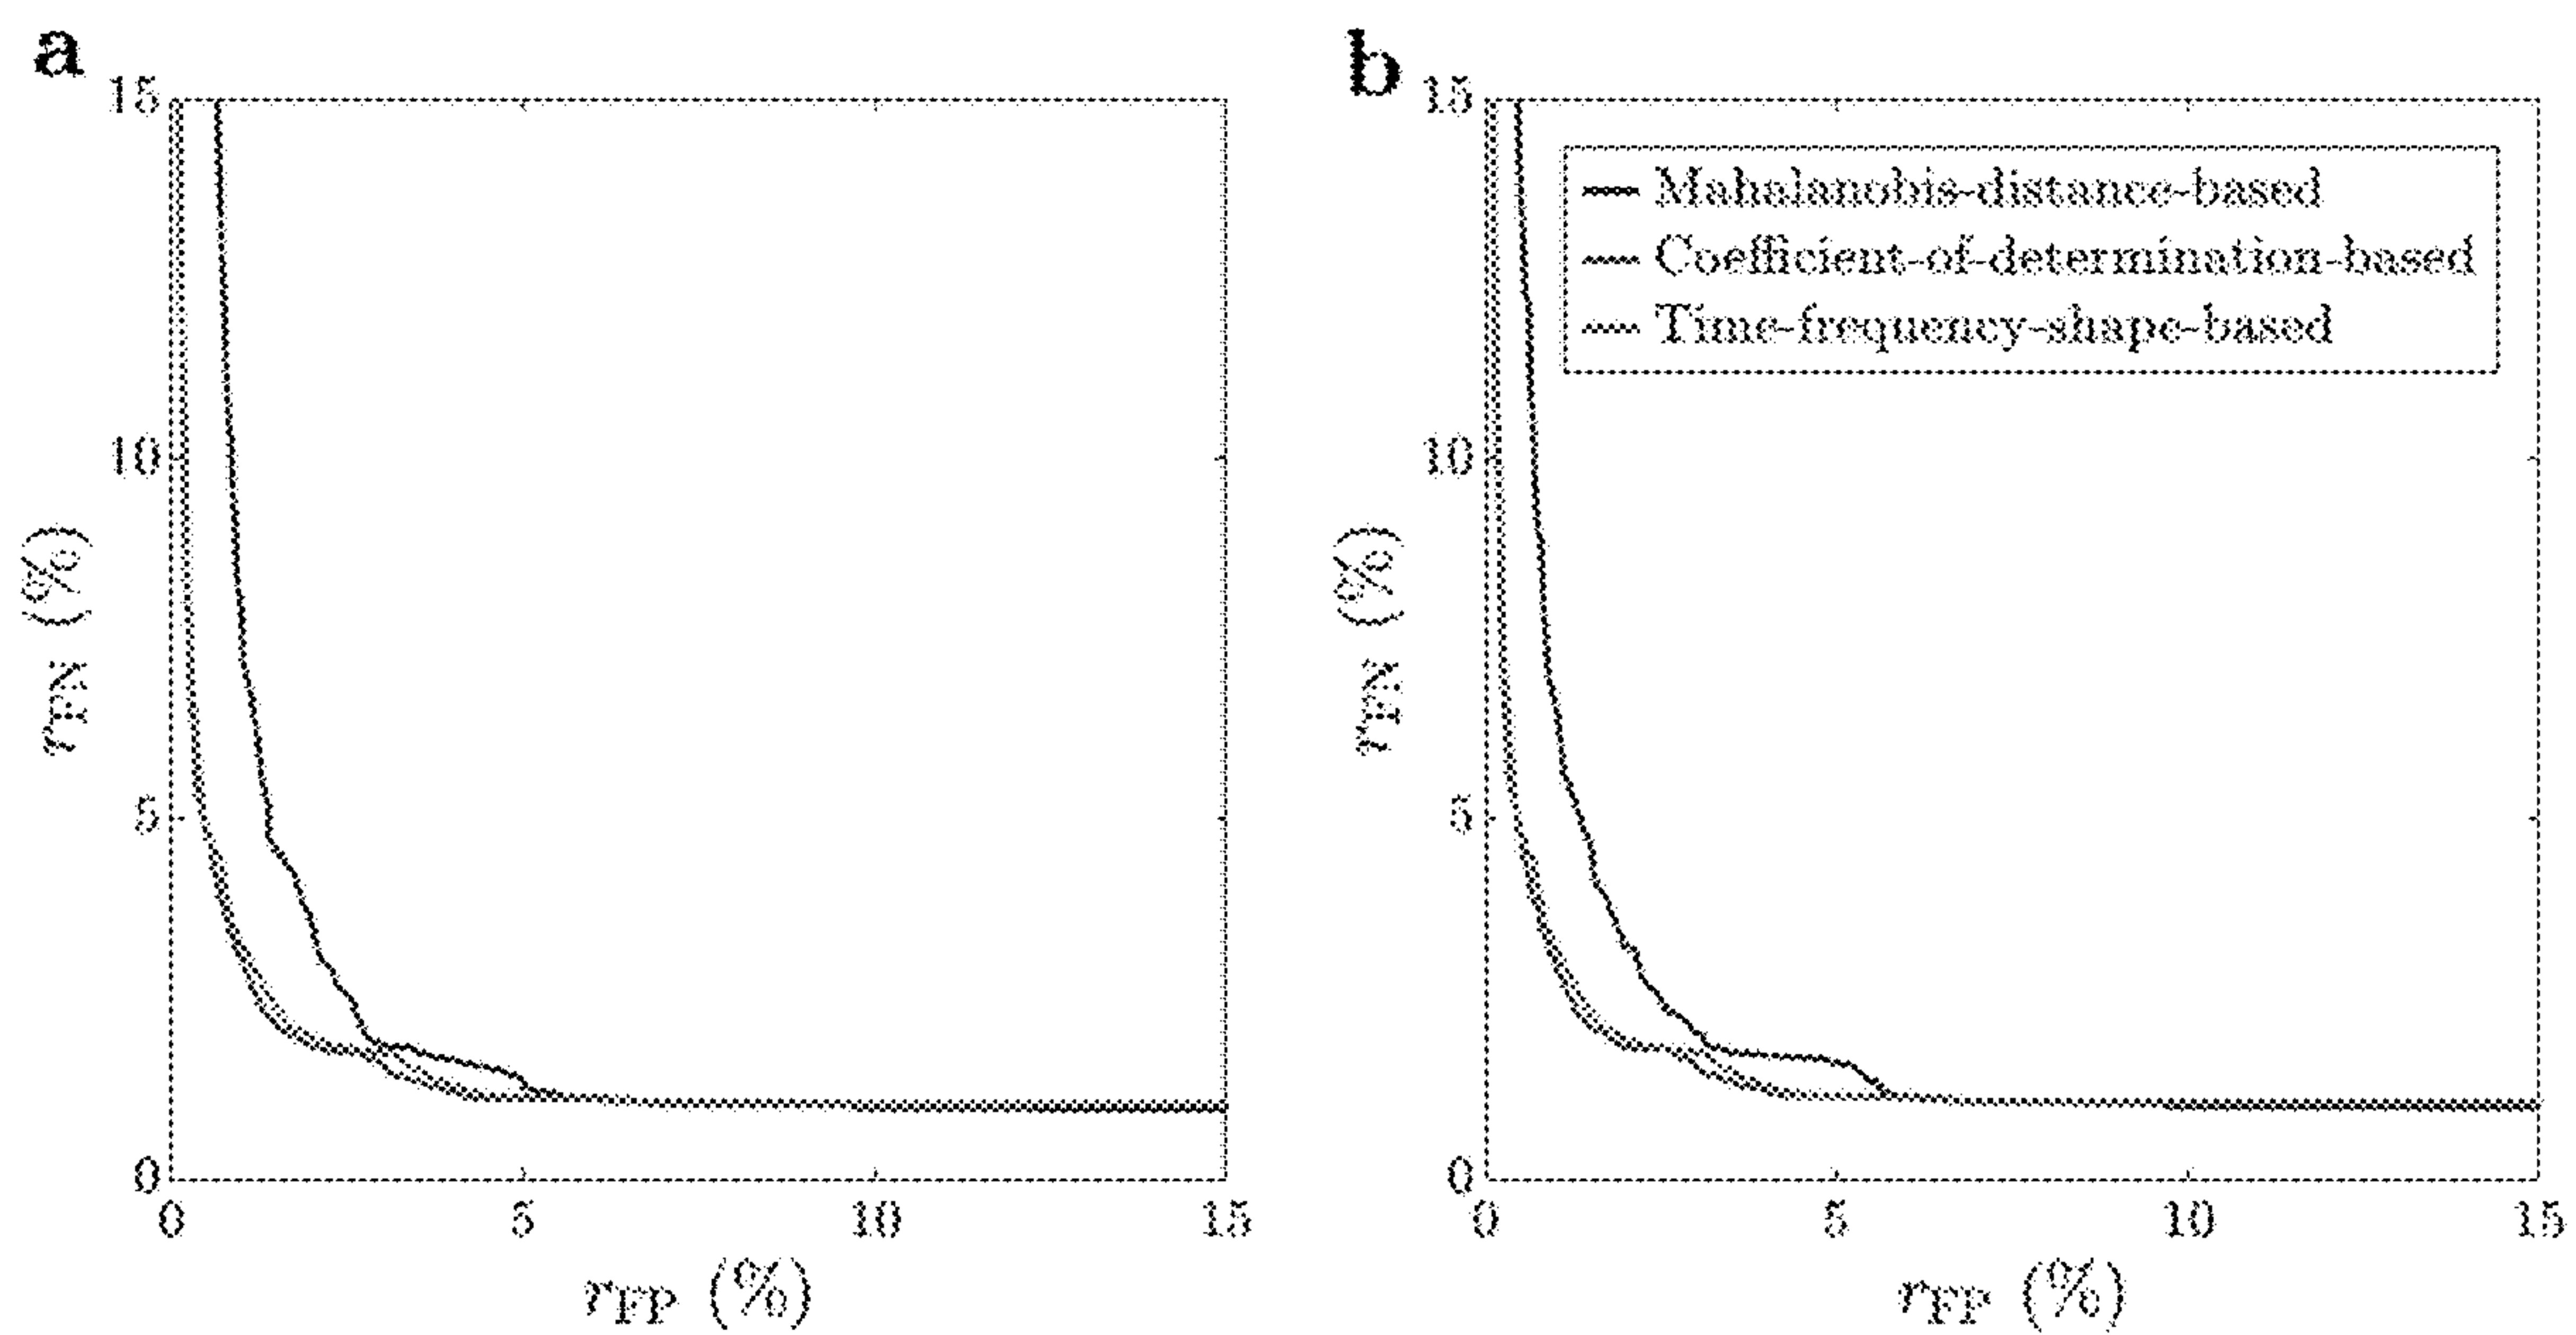 a
15
10
5
0
0 5 10 15
rFN (%)
rFP (%)
b
15
10
5
0
0 5 10 15
rFN (%)
rFP (%)
Mahalanobis-distance-based
Coefficient-of-determination-based
Time-frequency-shape-based